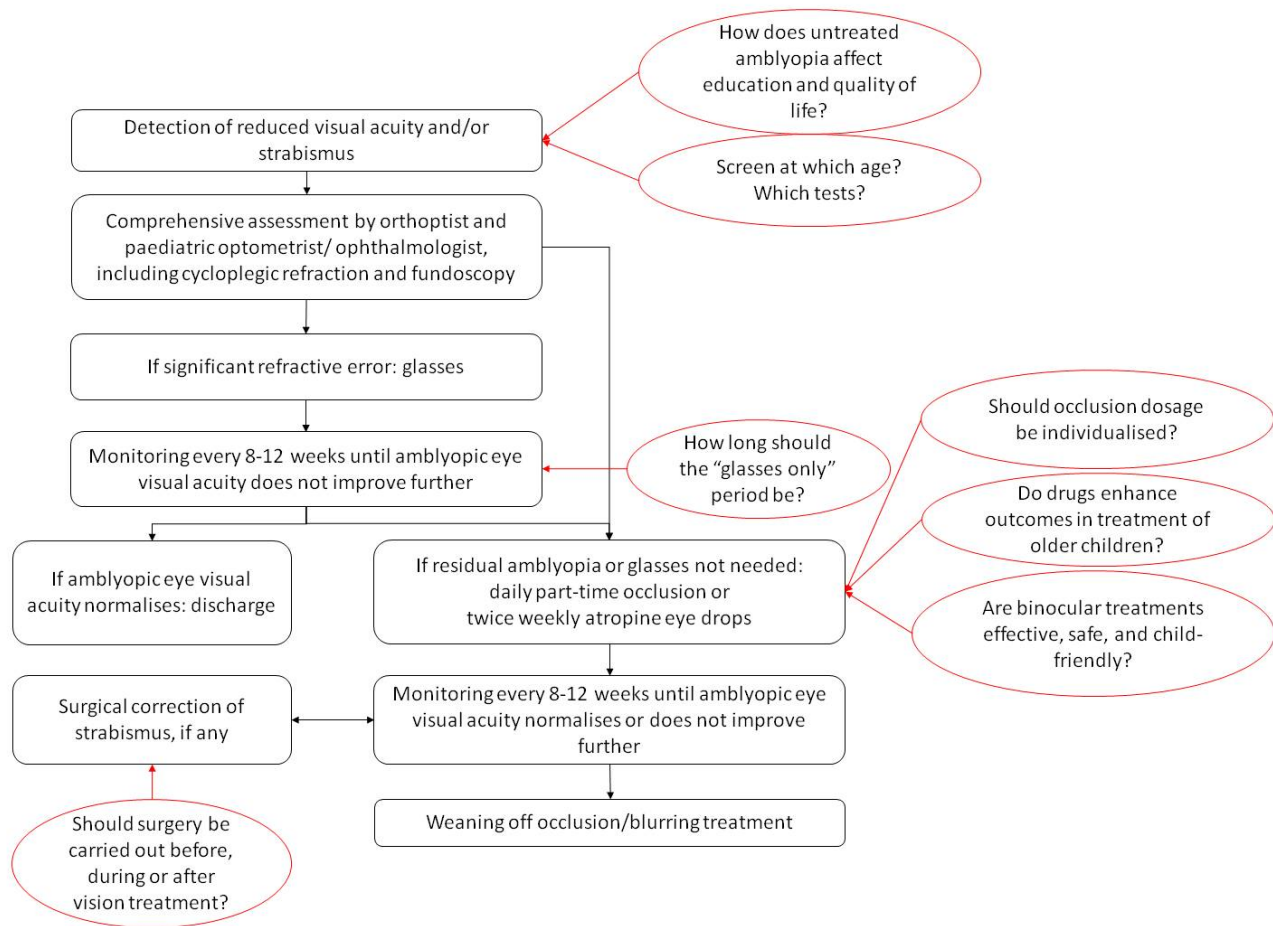 How does untreated
amblyopia affect
education and quality of
life?
Detection of reduced visual acuity and/or
strabismus
Screen at which age?
Which tests?
Comprehensive assessment by orthoptist and
paediatric optometrist/ ophthalmologist,
including cycloplegic refraction and fundoscopy
If significant refractive error: glasses
Monitoring every 8-12 weeks until amblyopic eye
visual acuity does not improve further
How long should
the “glasses only”
period be?
Should occlusion dosage
be individualised?
Do drugs enhance
outcomes in treatment of
older children?
Are binocular treatments
effective, safe, and child-
friendly?
If amblyopic eye visual
acuity normalises: discharge
If residual amblyopia or glasses not needed:
daily part-time occlusion or
twice weekly atropine eye drops
Surgical correction of
strabismus, if any
Monitoring every 8-12 weeks until amblyopic eye
visual acuity normalises or does not improve
further
Weaning off occlusion/blurring treatment
Should surgery be
carried out before,
during or after
vision treatment?